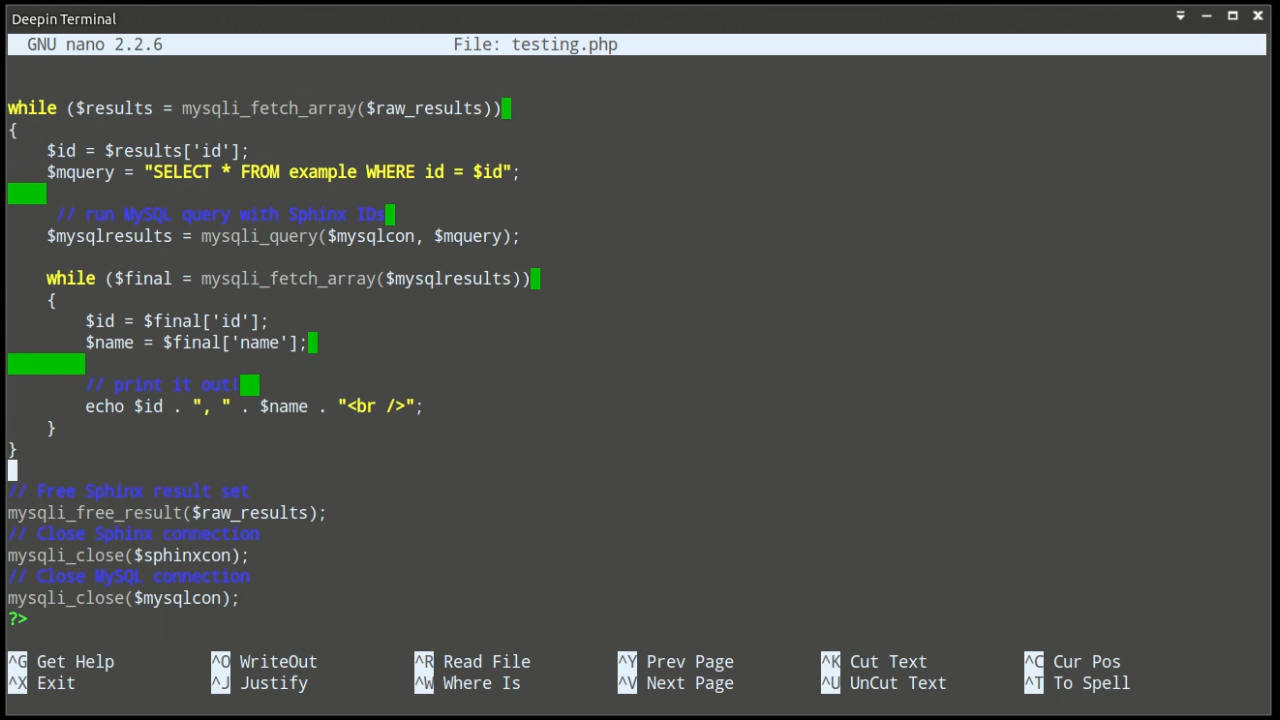 Deepin Terminal
GNU nano 2.2.6 File: testing.php
while ($results = mysqli_fetch_array($raw_results))
{
$id = $results['id'];
$mquery = "SELECT * FROM example WHERE id = $id";
// run MySQL query with Sphinx IDs
$mysqlresults = mysqli_query($mysqlcon, $mquery);
while ($final = mysqli_fetch_array($mysqlresults))
{
$id = $final['id'];
$name = $final['name'];
// print it out!
echo $id . ", " . $name . "<br />";
}
}
// Free Sphinx result set
mysqli_free_result($raw_results);
// Close Sphinx connection
mysqli_close($sphinxcon);
// Close MySQL connection
mysqli_close($mysqlcon);
?>
^G Get Help ^O WriteOut ^R Read File ^Y Prev Page ^K Cut Text ^C Cur Pos
^X Exit ^J Justify ^W Where Is ^V Next Page ^U UnCut Text ^T To Spell